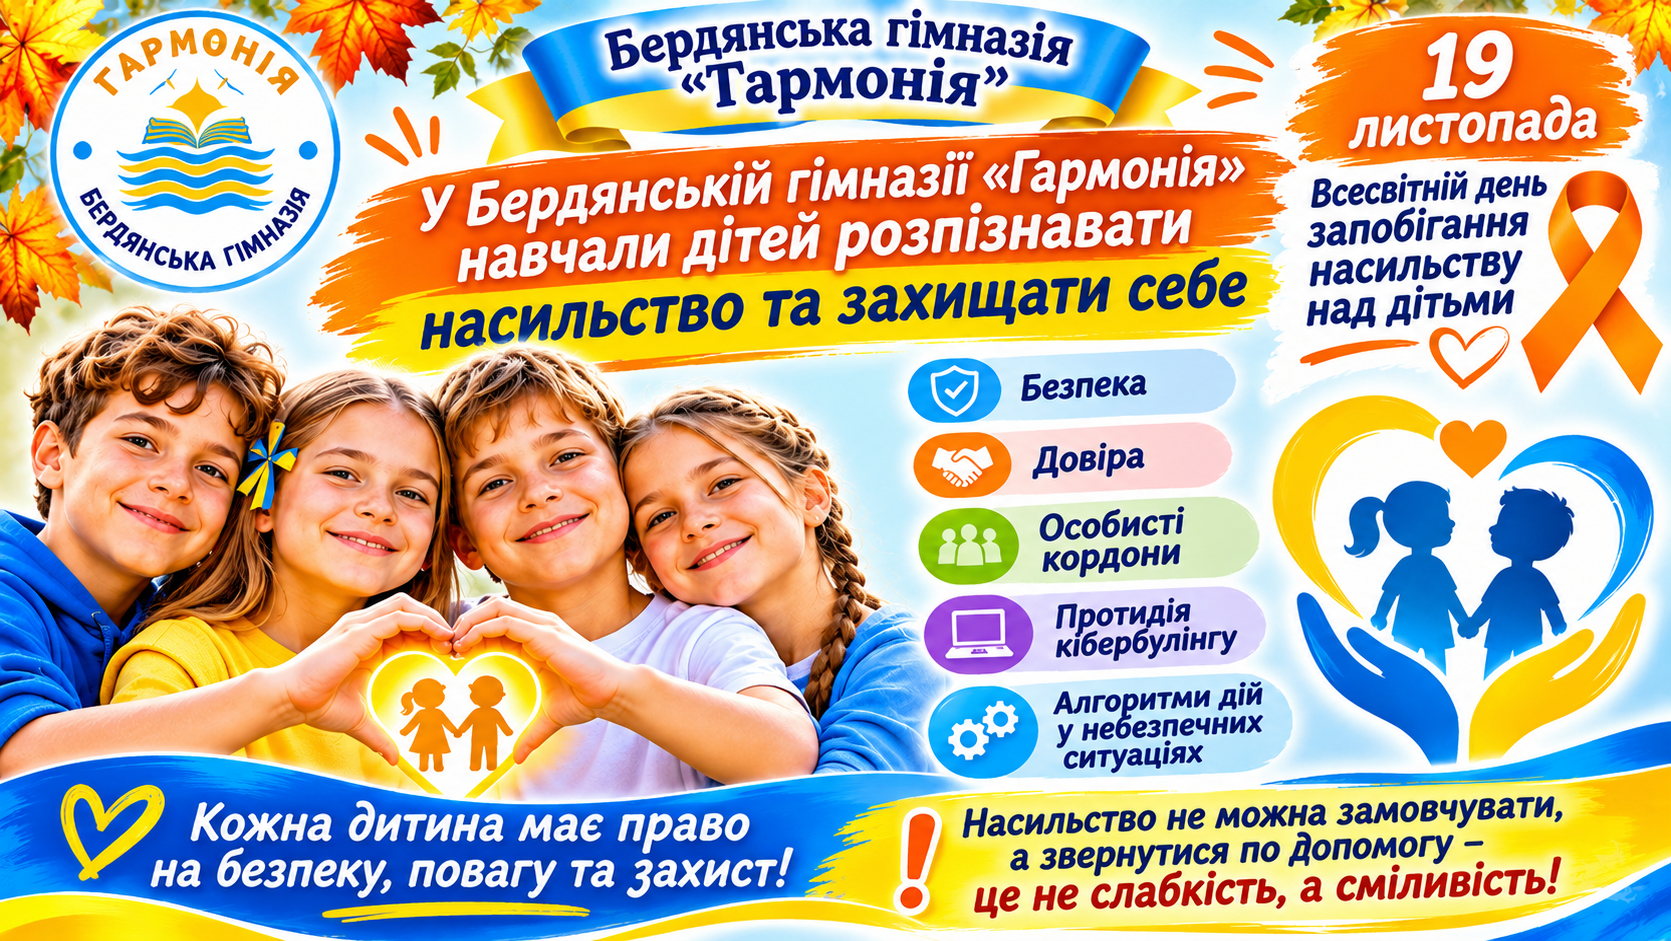 ГАРМОНІЯ
БЕРДЯНСЬКА ГІМНАЗІЯ
Бердянська гімназія
“Гармонія”
У Бердянській гімназії «Гармонія»
навчали дітей розпізнавати
насильство та захищати себе
19
листопада
Всесвітній день
запобігання
насильству
над дітьми
Безпека
Довіра
Особисті
кордони
Протидія
кібербулінгу
Алгоритми дій
у небезпечних
ситуаціях
Кожна дитина має право
на безпеку, повагу та захист!
! Насильство не можна замовчувати,
а звернутися по допомогу –
це не слабкість, а сміливість!